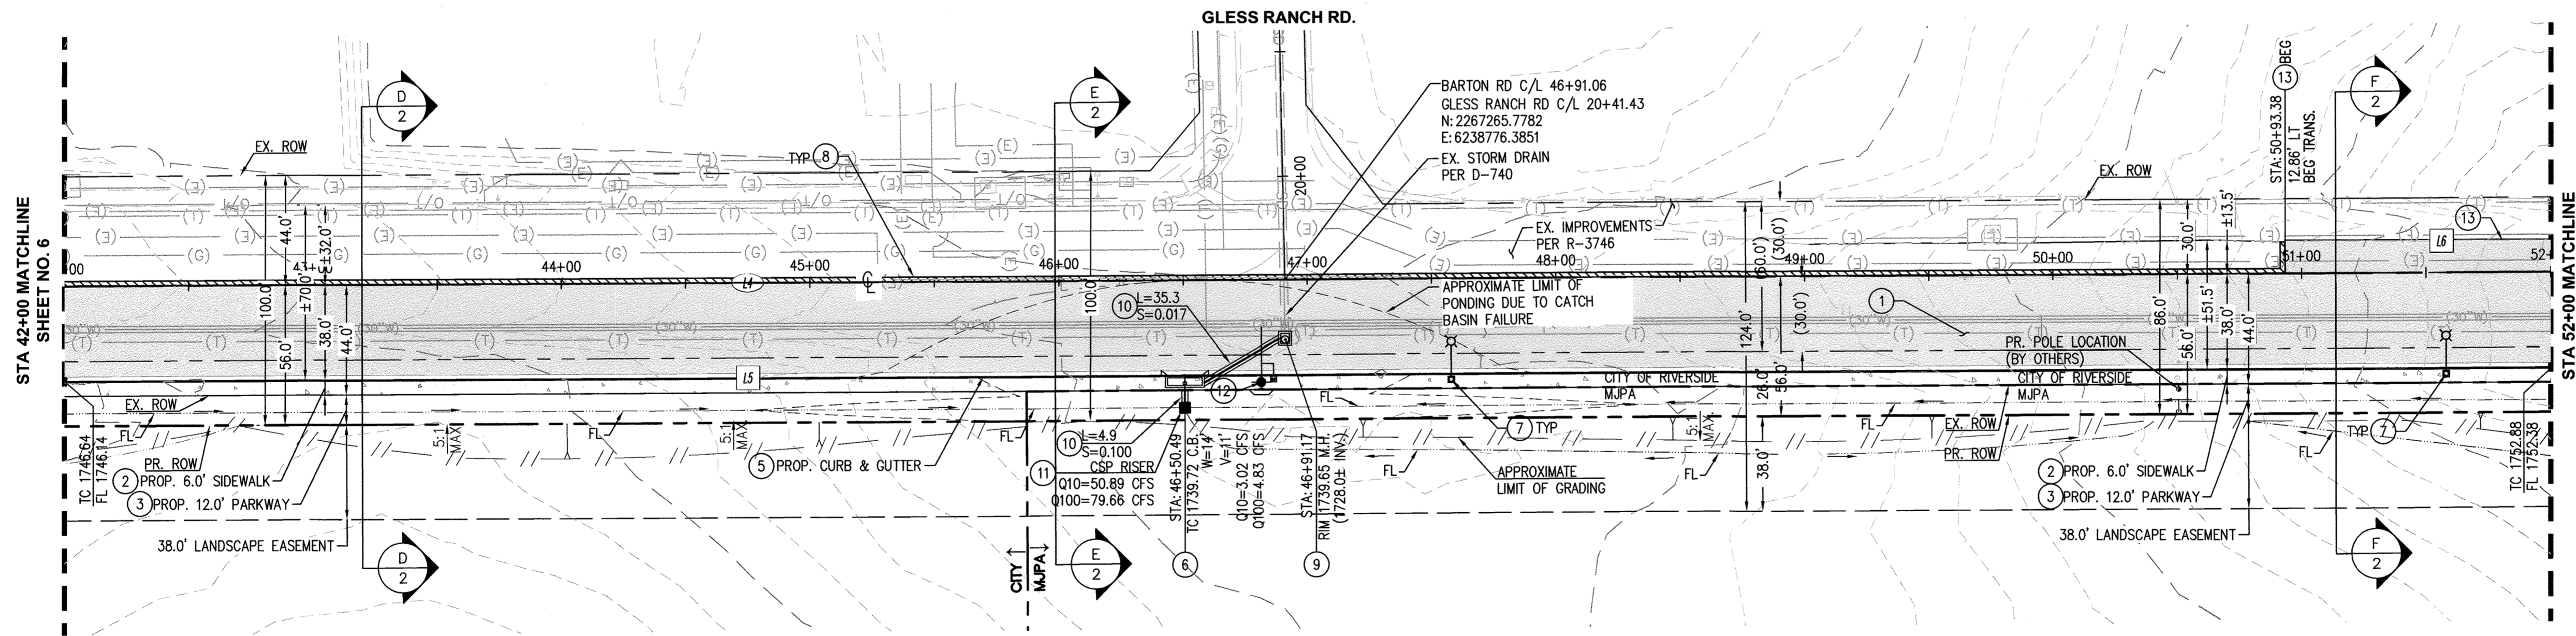 GLESS RANCH RD.
STA 42+00 MATCHLINE
SHEET NO. 6
STA 52+00 MATCHLINE
D
2
E
2
F
2
EX. ROW
TYP 8
BARTON RD C/L 46+91.06
GLESS RANCH RD C/L 20+41.43
N: 2267265.7782
E: 6238776.3851
EX. STORM DRAIN
PER D-740
20+00
13 BEG
STA: 50+93.38
12.86' LT
BEG TRANS.
EX. ROW
13
L6
EX. IMPROVEMENTS
PER R-3746
100.0'
44.0'
±32.0'
±70.0'
56.0'
38.0'
44.0'
100.0'
124.0'
(60.0')
(30.0')
(30.0')
26.0'
56.0'
38.0'
86.0'
30.0'
±13.5'
56.0'
±51.5'
38.0'
44.0'
00
43+
44+00
45+00
46+00
47+00
48+00
49+00
50+00
51+00
52+
L4
L5
10
L=35.3
S=0.017
APPROXIMATE LIMIT OF
PONDING DUE TO CATCH
BASIN FAILURE
1
PR. POLE LOCATION
(BY OTHERS)
CITY OF RIVERSIDE
MJPA
CITY OF RIVERSIDE
MJPA
(E)
(T)
(G)
O/T
(30"W)
EX. ROW
FL
PR. ROW
TC 1746.64
FL 1746.14
2 PROP. 6.0' SIDEWALK
3 PROP. 12.0' PARKWAY
38.0' LANDSCAPE EASEMENT
5:1
MAX
FL
5:1
MAX
5 PROP. CURB & GUTTER
FL
10
L=4.9
S=0.100
11
CSP RISER
Q10=50.89 CFS
Q100=79.66 CFS
STA: 46+50.49
TC 1739.72 C.B.
W=14'
V=11'
6
12
Q10=3.02 CFS
Q100=4.83 CFS
STA: 46+91.17
RIM 1739.65 M.H.
(1728.0± INV.)
9
CITY
MJPA
FL
FL
7 TYP
APPROXIMATE
LIMIT OF GRADING
5:1
MAX
FL
FL
EX. ROW
PR. ROW
2 PROP. 6.0' SIDEWALK
3 PROP. 12.0' PARKWAY
38.0' LANDSCAPE EASEMENT
FL
TYP 7
TC 1752.88
FL 1752.38
D
2
E
2
F
2